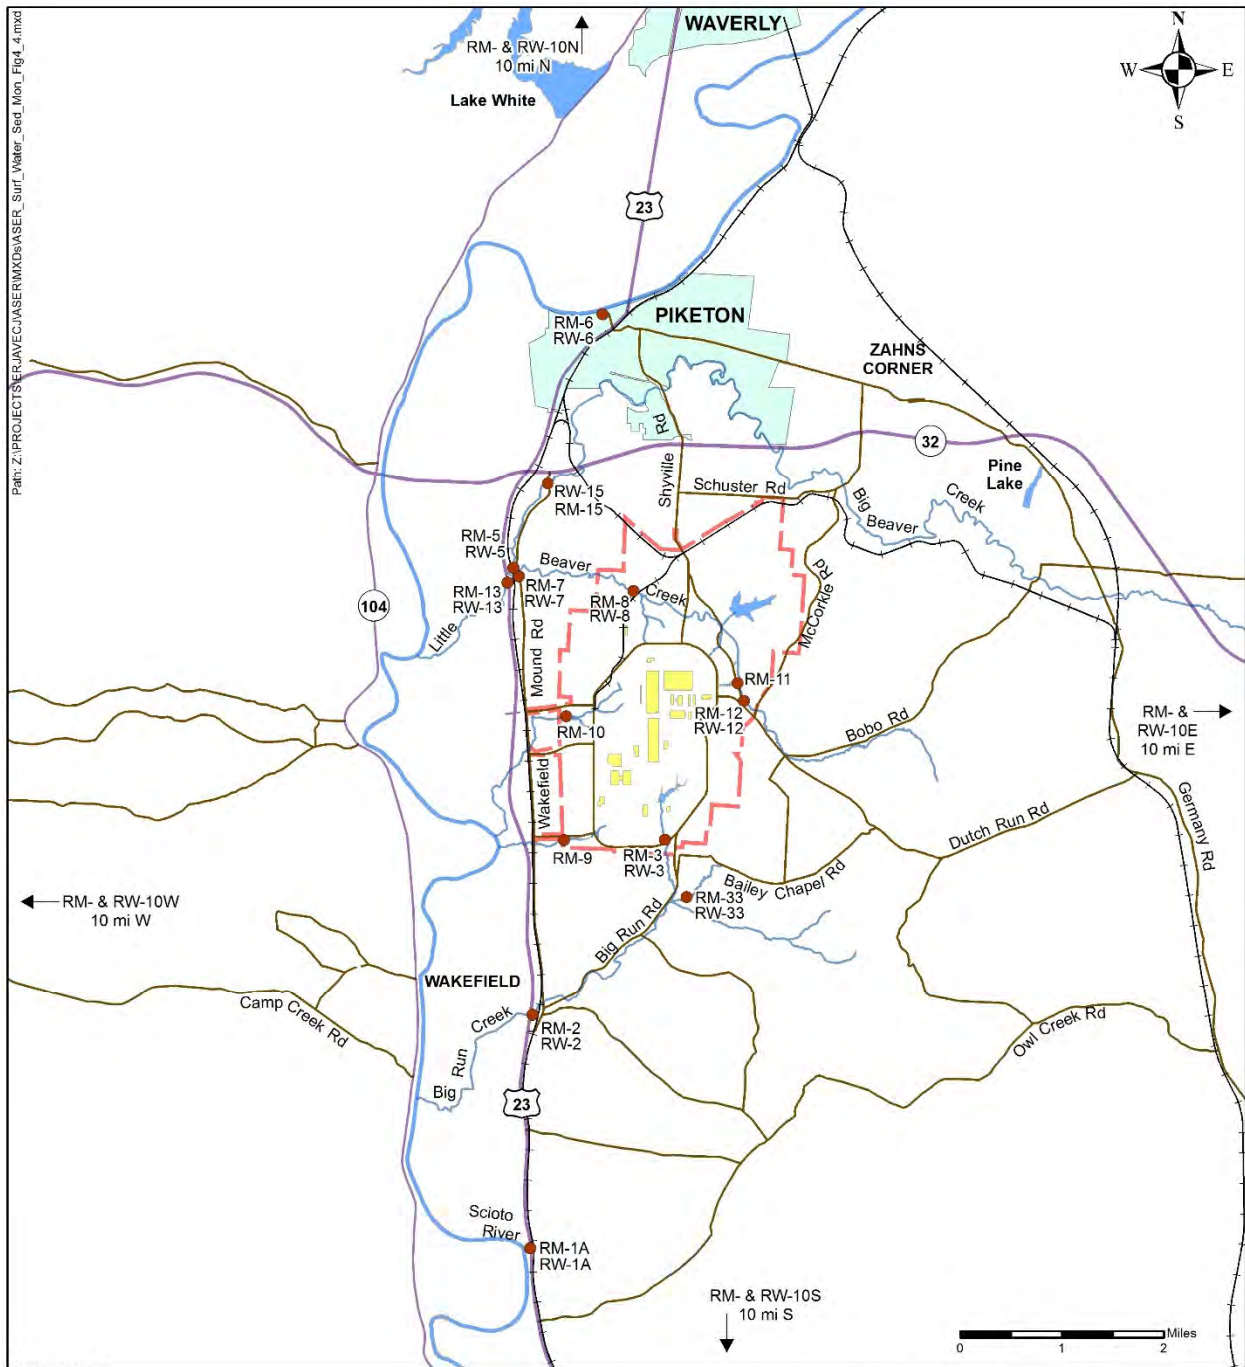 Path: Z:\PROJECTS\ERJAVECJ\ASER\MXDs\ASER_Surf_Water_Sed_Mon_Fig4_4.mxd
WAVERLY
N
W
E
S
RM- & RW-10N
10 mi N
Lake White
23
PIKETON
RM-6
RW-6
ZAHNS
CORNER
32
Pine
Lake
Shyville Rd
Schuster Rd
RW-15
RM-15
Big
Beaver
Creek
RM-5
RW-5
Beaver
Creek
RM-7
RW-7
RM-13
RW-13
RM-8
RW-8
McCorkle Rd
104
Little
Mound Rd
RM-11
RM-12
RW-12
RM-10
Bobo Rd
RM- &
RW-10E
10 mi E
Wakefield
Germany Rd
Dutch Run Rd
RM-9
RM-3
RW-3
Bailey Chapel Rd
RM-33
RW-33
RM- & RW-10W
10 mi W
Big Run Rd
WAKEFIELD
Camp Creek Rd
Creek
Run
Big
RM-2
RW-2
Owl Creek Rd
23
Scioto
River
RM-1A
RW-1A
RM- & RW-10S
10 mi S
Miles
0
1
2